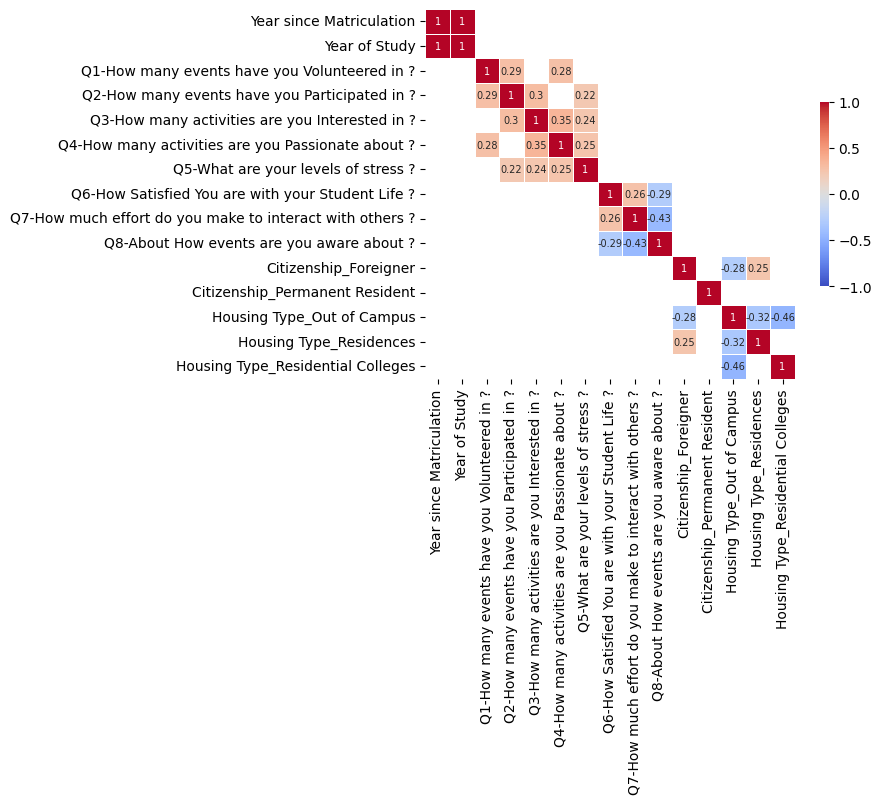 Year since Matriculation 1 1
Year of Study 1 1
Q1-How many events have you Volunteered in ? 1 0.29 0.28
Q2-How many events have you Participated in ? 0.29 1 0.3 0.22
Q3-How many activities are you Interested in ? 0.3 1 0.35 0.24
Q4-How many activities are you Passionate about ? 0.28 0.35 1 0.25
Q5-What are your levels of stress ? 0.22 0.24 0.25 1
Q6-How Satisfied You are with your Student Life ? 1 0.26 -0.29
Q7-How much effort do you make to interact with others ? 0.26 1 -0.43
Q8-About How events are you aware about ? -0.29 -0.43 1
Citizenship_Foreigner 1 -0.28 0.25
Citizenship_Permanent Resident 1
Housing Type_Out of Campus -0.28 1 -0.32 -0.46
Housing Type_Residences 0.25 -0.32 1
Housing Type_Residential Colleges -0.46 1
Year since Matriculation
Year of Study
Q1-How many events have you Volunteered in ?
Q2-How many events have you Participated in ?
Q3-How many activities are you Interested in ?
Q4-How many activities are you Passionate about ?
Q5-What are your levels of stress ?
Q6-How Satisfied You are with your Student Life ?
Q7-How much effort do you make to interact with others ?
Q8-About How events are you aware about ?
Citizenship_Foreigner
Citizenship_Permanent Resident
Housing Type_Out of Campus
Housing Type_Residences
Housing Type_Residential Colleges
1.0
0.5
0.0
−0.5
−1.0